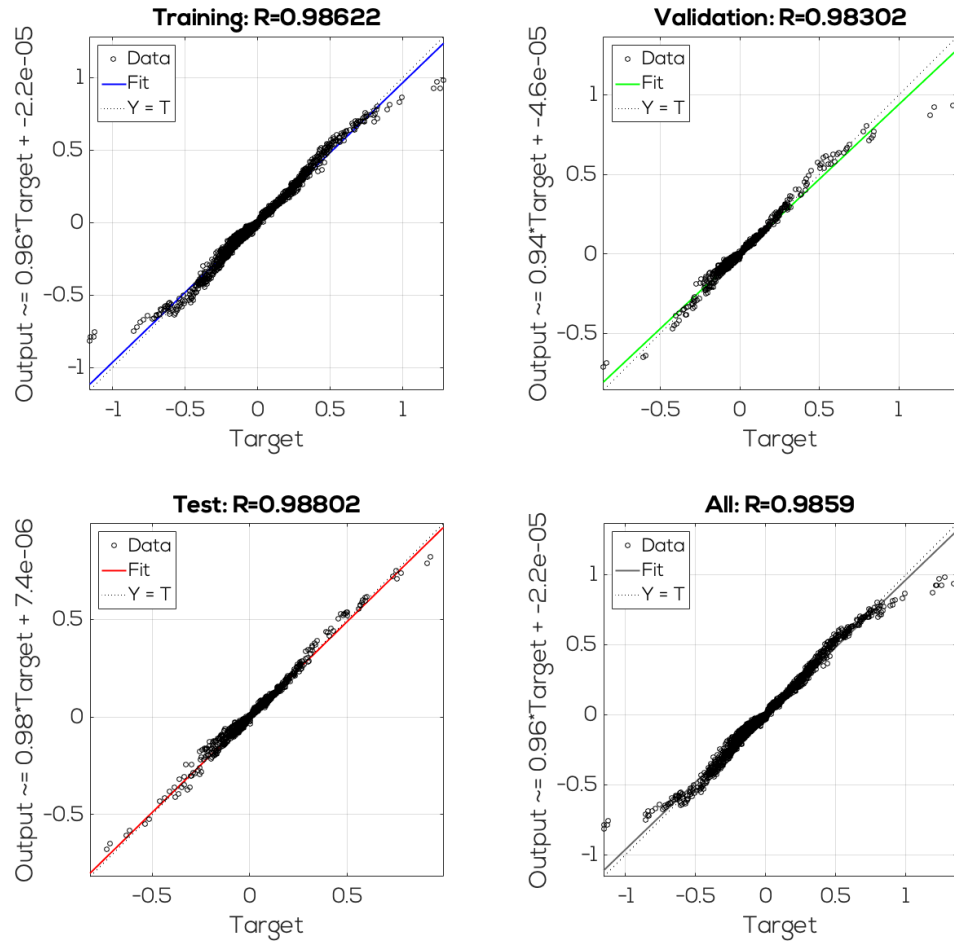 Training: R=0.98622
Output ~= 0.96*Target + -2.2e-05
Data
Fit
Y = T
1
0.5
0
-0.5
-1
-1 -0.5 0 0.5 1
Target
Validation: R=0.98302
Output ~= 0.94*Target + -4.6e-05
Data
Fit
Y = T
1
0.5
0
-0.5
-0.5 0 0.5 1
Target
Test: R=0.98802
Output ~= 0.98*Target + 7.4e-06
Data
Fit
Y = T
0.5
0
-0.5
-0.5 0 0.5
Target
All: R=0.9859
Output ~= 0.96*Target + -2.2e-05
Data
Fit
Y = T
1
0.5
0
-0.5
-1
-1 -0.5 0 0.5 1
Target